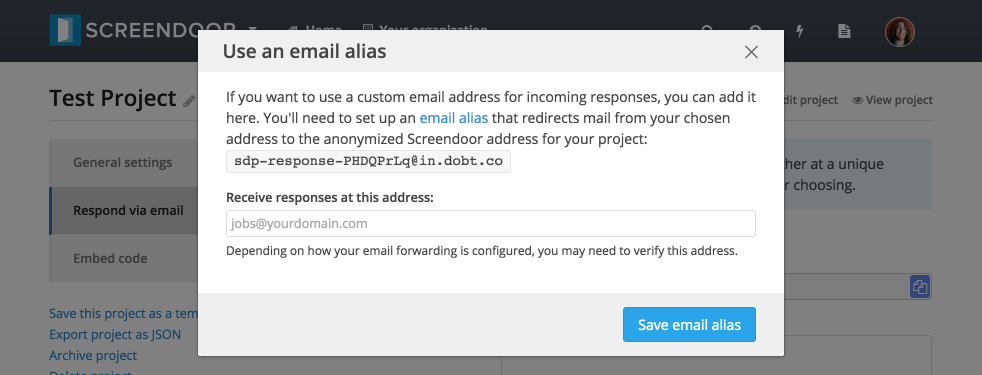 SCREENDOOR
Home
Your organization
Use an email alias
Test Project
dit project
View project
If you want to use a custom email address for incoming responses, you can add it
here. You'll need to set up an email alias that redirects mail from your chosen
address to the anonymized Screendoor address for your project:
sdp-response-PHDQPrLq@in.dobt.co
General settings
Respond via email
Embed code
her at a unique
r choosing.
Receive responses at this address:
jobs@yourdomain.com
Depending on how your email forwarding is configured, you may need to verify this address.
Save email alias
Save this project as a tem
Export project as JSON
Archive project
Delete project